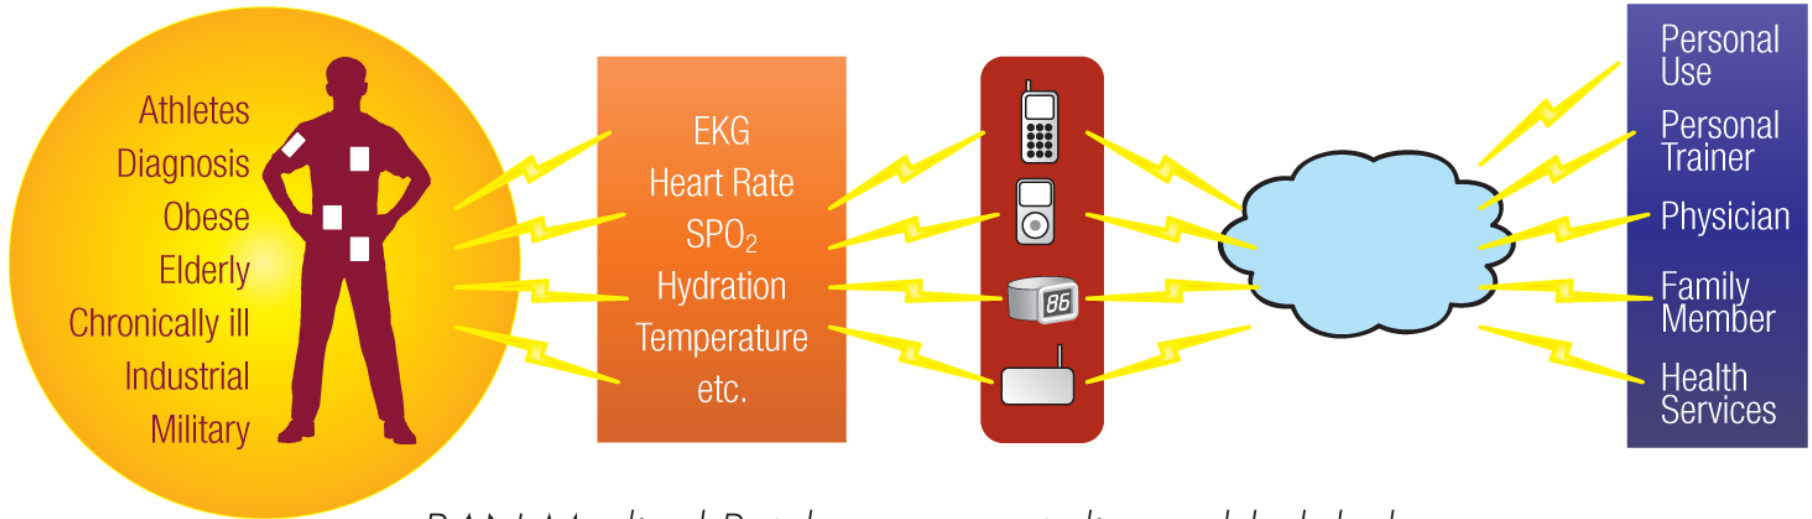 Athletes
Diagnosis
Obese
Elderly
Chronically ill
Industrial
Military
EKG
Heart Rate
SPO₂
Hydration
Temperature
etc.
86
Personal
Use
Personal
Trainer
Physician
Family
Member
Health
Services